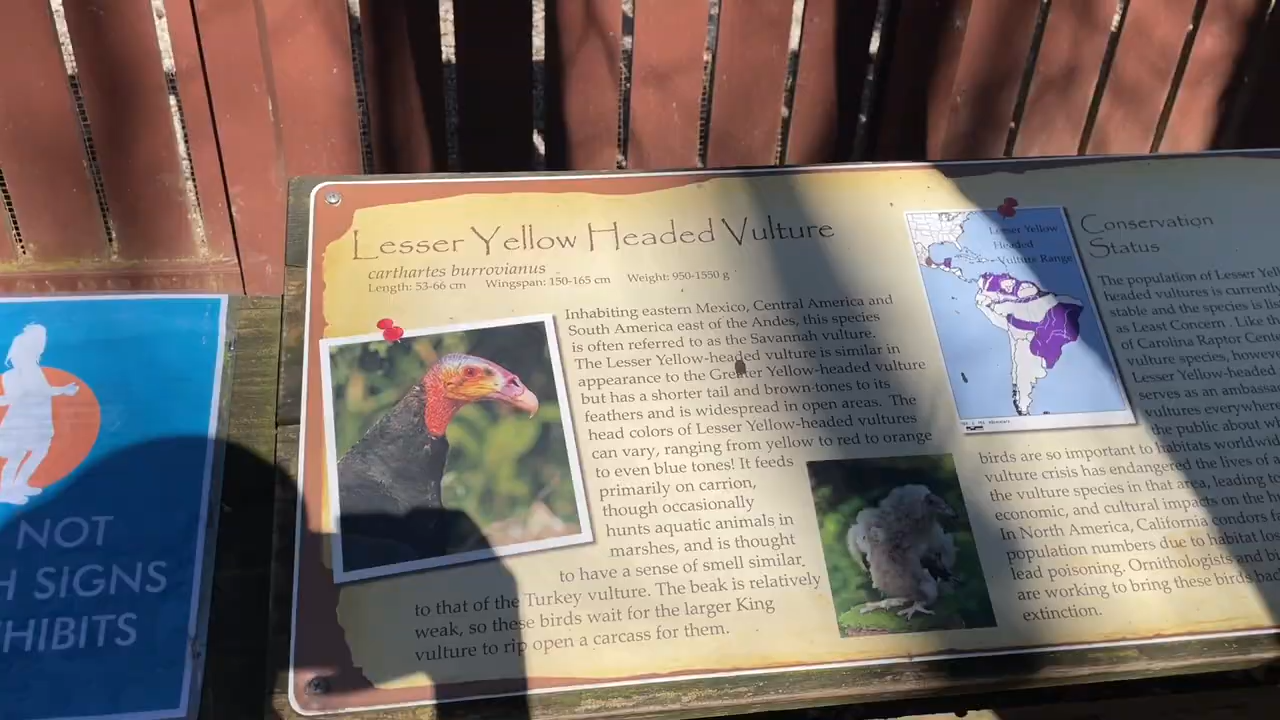 Lesser Yellow Headed Vulture
carthartes burrovianus
Length: 53-66 cm Wingspan: 150-165 cm Weight: 950-1550 g
Inhabiting eastern Mexico, Central America and
South America east of the Andes, this species
is often referred to as the Savannah vulture.
The Lesser Yellow-headed vulture is similar in
appearance to the Greater Yellow-headed vulture
but has a shorter tail and brown-tones to its
feathers and is widespread in open areas. The
head colors of Lesser Yellow-headed vultures
can vary, ranging from yellow to red to orange
to even blue tones! It feeds
primarily on carrion,
though occasionally
hunts aquatic animals in
marshes, and is thought
to have a sense of smell similar
to that of the Turkey vulture. The beak is relatively
weak, so these birds wait for the larger King
vulture to rip open a carcass for them.
Lesser Yellow
Headed
Vulture Range
Conservation
Status
The population of Lesser Yell
headed vultures is currently
stable and the species is lis
as Least Concern . Like th
of Carolina Raptor Cente
vulture species, howeve
Lesser Yellow-headed
serves as an ambassa
vultures everywhere
the public about wh
birds are so important to habitats worldwid
vulture crisis has endangered the lives of a
the vulture species in that area, leading to
economic, and cultural impacts on the h
In North America, California condors fa
population numbers due to habitat los
lead poisoning. Ornithologists and bi
are working to bring these birds back
extinction.
NOT
H SIGNS
HIBITS